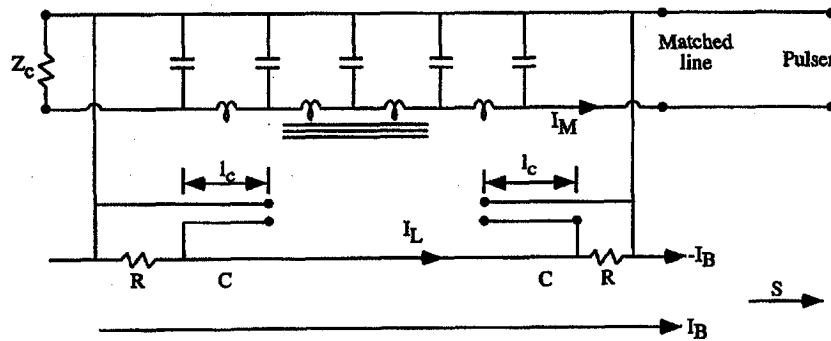 Z_c
Matched line
Pulser
I_M
l_c
l_c
I_L
R
C
C
R
-I_B
S
I_B